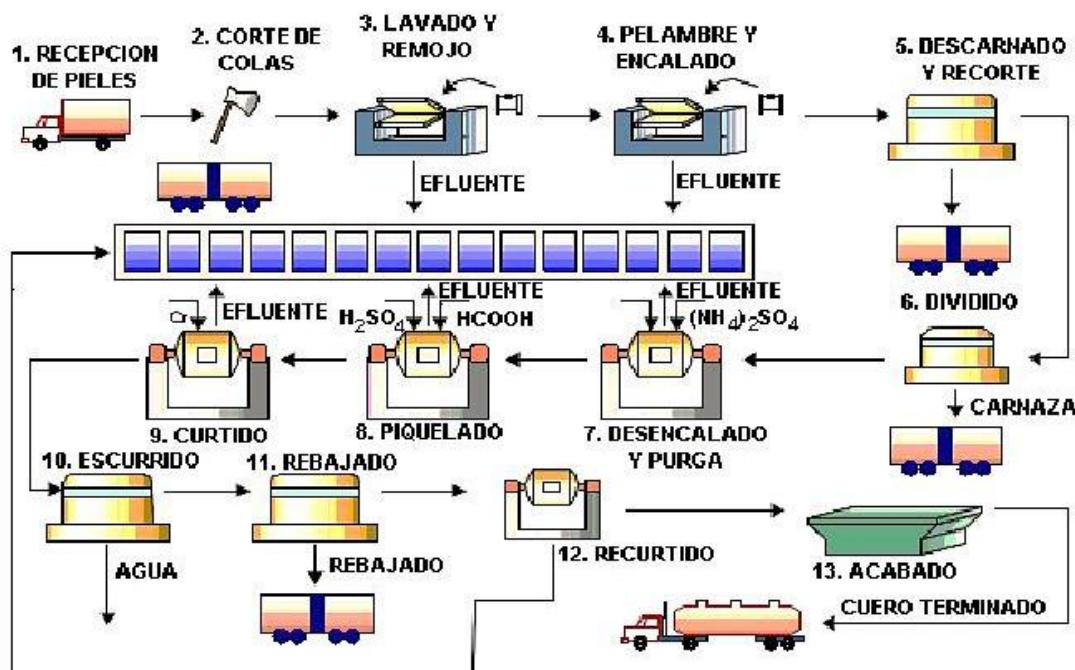 1. RECEPCION
DE PIELES
2. CORTE DE
COLAS
3. LAVADO Y
REMOJO
4. PELAMBRE Y
ENCALADO
5. DESCARNADO
Y RECORTE
EFLUENTE
EFLUENTE
6. DIVIDIDO
CARNAZA
EFLUENTE
(NH4)2SO4
7. DESENCALADO
Y PURGA
EFLUENTE
H2SO4
HCOOH
8. PIQUELADO
EFLUENTE
Cr
9. CURTIDO
10. ESCURRIDO
AGUA
11. REBAJADO
REBAJADO
12. RECURTIDO
13. ACABADO
CUERO TERMINADO